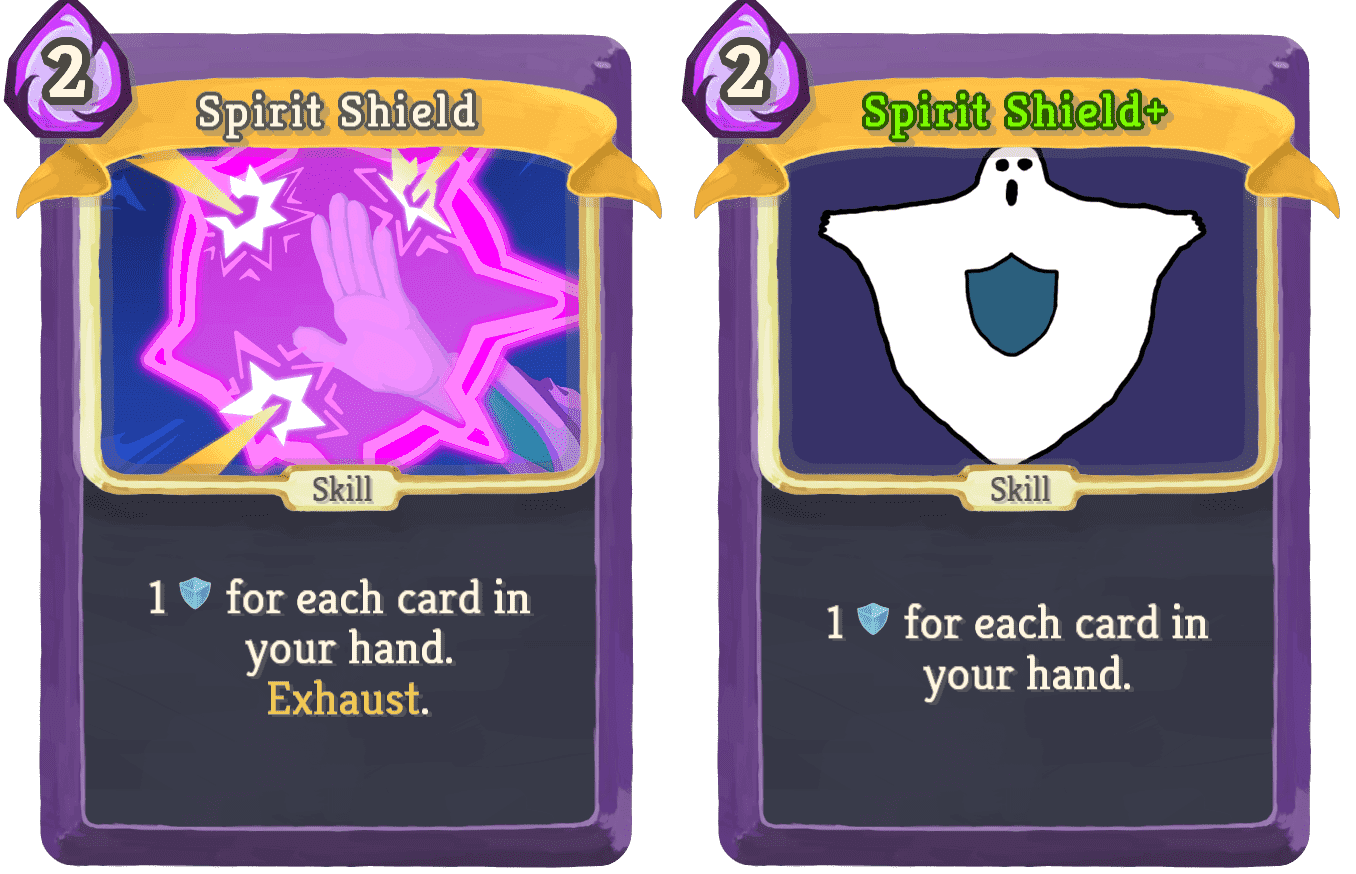 2
Spirit Shield
Skill
1 for each card in
your hand.
Exhaust.
2
Spirit Shield+
Skill
1 for each card in
your hand.